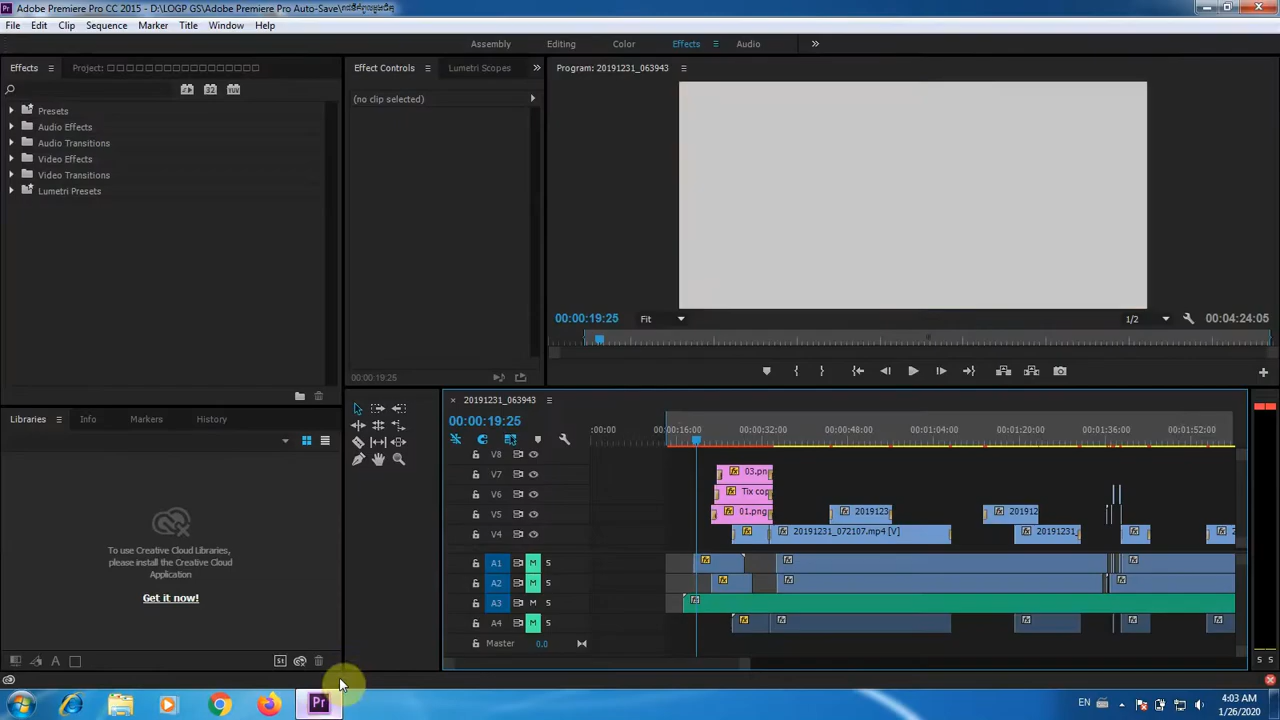 Adobe Premiere Pro CC 2015 - D:\LOGP GS\Adobe Premiere Pro Auto-Save\
File Edit Clip Sequence Marker Title Window Help
Assembly Editing Color Effects Audio
Effects Project:
Effect Controls Lumetri Scopes
Program: 20191231_063943
(no clip selected)
Presets
Audio Effects
Audio Transitions
Video Effects
Video Transitions
Lumetri Presets
00:00:19:25 Fit 1/2 00:04:24:05
00:00:19:25
Libraries Info Markers History
To use Creative Cloud Libraries,
please install the Creative Cloud
Application
Get it now!
20191231_063943
00:00:19:25
:00:00 00:00:16:00 00:00:32:00 00:00:48:00 00:01:04:00 00:01:20:00 00:01:36:00 00:01:52:00
V8
V7 03.pn
V6 Tix cop
V5 01.png 2019123 201912
V4 20191231_072107.mp4 [V] 20191231_
A1 M S
A2 M S
A3 M S
A4 M S
Master 0.0
S S
EN 4:03 AM
1/26/2020